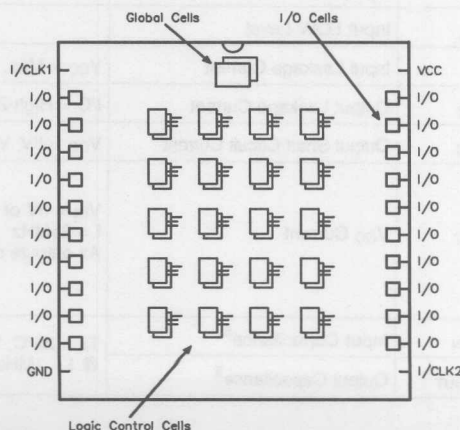 Global Cells
I/O Cells
I/CLK1 VCC
I/O I/O
I/O I/O
I/O I/O
I/O I/O
I/O I/O
I/O I/O
I/O I/O
I/O I/O
I/O I/O
I/O I/O
GND I/CLK2
Logic Control Cells